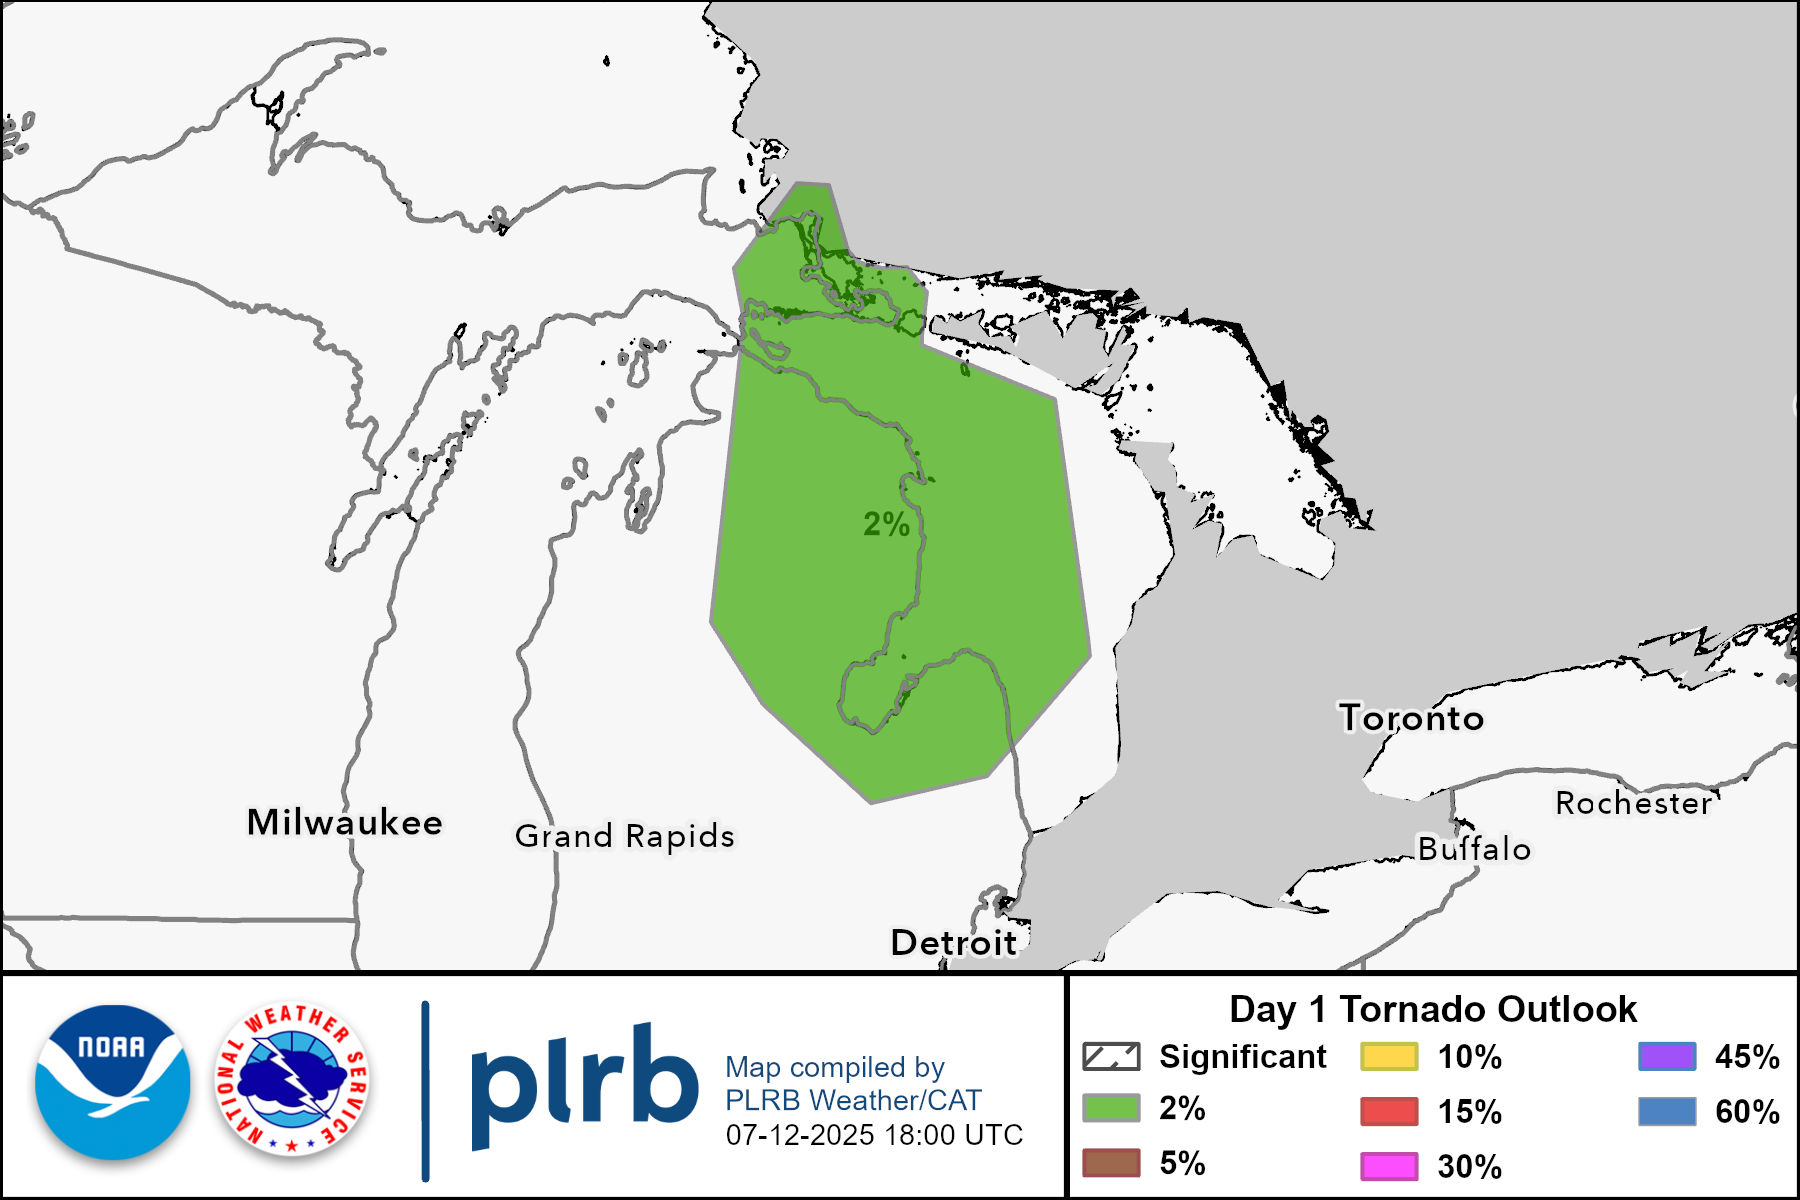 2%
Toronto
Milwaukee
Grand Rapids
Rochester
Buffalo
Detroit
NOAA
NATIONAL WEATHER SERVICE
plrb
Map compiled by
PLRB Weather/CAT
07-12-2025 18:00 UTC
Day 1 Tornado Outlook
Significant
2%
5%
10%
15%
30%
45%
60%